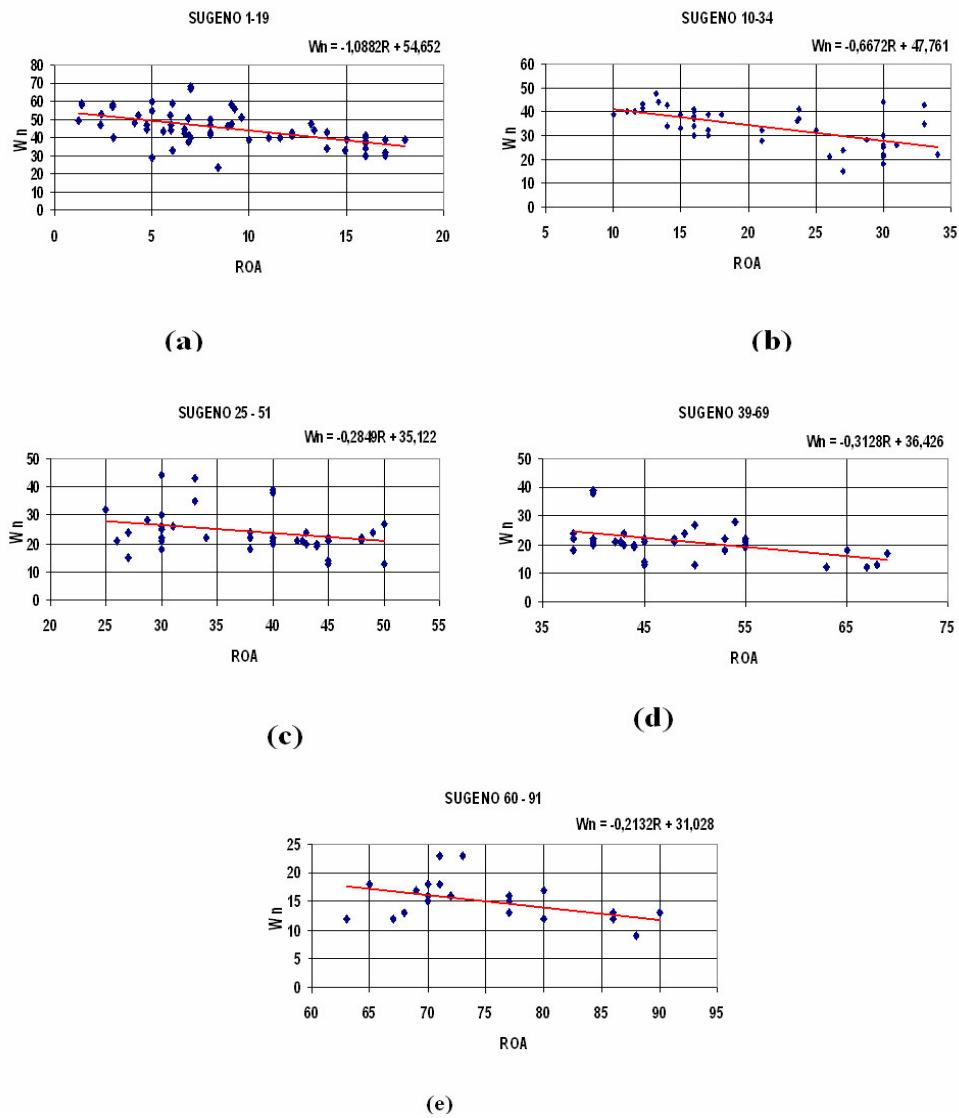 SUGENO 1-19
Wn = -1,0882R + 54,652
80
70
60
50
40
30
20
10
0
Wn
0 5 10 15 20
ROA
(a)
SUGENO 10-34
Wn = -0,6672R + 47,761
60
50
40
30
20
10
0
Wn
5 10 15 20 25 30 35
ROA
(b)
SUGENO 25 - 51
Wn = -0,2849R + 35,122
50
40
30
20
10
0
Wn
20 25 30 35 40 45 50 55
ROA
(c)
SUGENO 39-69
Wn = -0,3128R + 36,426
50
40
30
20
10
0
Wn
35 45 55 65 75
ROA
(d)
SUGENO 60 - 91
Wn = -0,2132R + 31,028
25
20
15
10
5
0
Wn
60 65 70 75 80 85 90 95
ROA
(e)